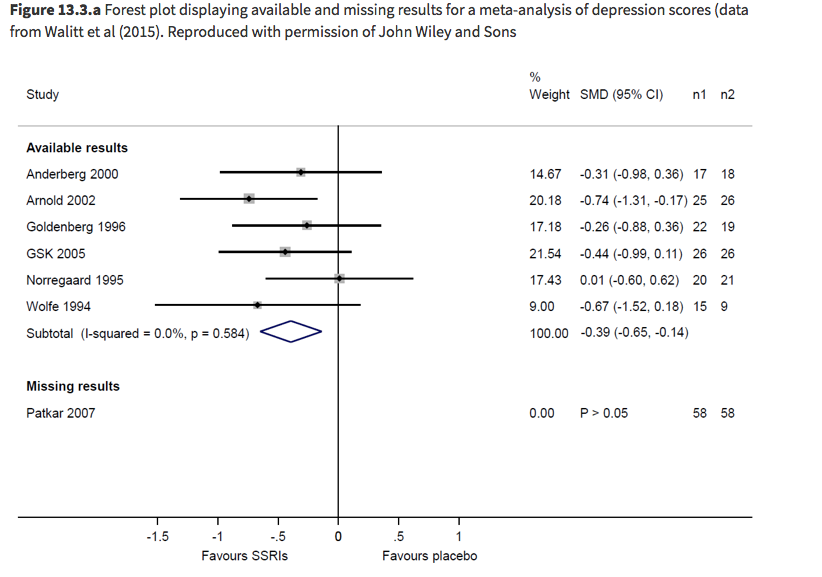 Figure 13.3.a Forest plot displaying available and missing results for a meta-analysis of depression scores (data
from Walitt et al (2015). Reproduced with permission of John Wiley and Sons
%
Study Weight SMD (95% CI) n1 n2
Available results
Anderberg 2000 14.67 -0.31 (-0.98, 0.36) 17 18
Arnold 2002 20.18 -0.74 (-1.31, -0.17) 25 26
Goldenberg 1996 17.18 -0.26 (-0.88, 0.36) 22 19
GSK 2005 21.54 -0.44 (-0.99, 0.11) 26 26
Norregaard 1995 17.43 0.01 (-0.60, 0.62) 20 21
Wolfe 1994 9.00 -0.67 (-1.52, 0.18) 15 9
Subtotal (I-squared = 0.0%, p = 0.584) 100.00 -0.39 (-0.65, -0.14)
Missing results
Patkar 2007 0.00 P > 0.05 58 58
-1.5 -1 -.5 0 .5 1
Favours SSRIs Favours placebo